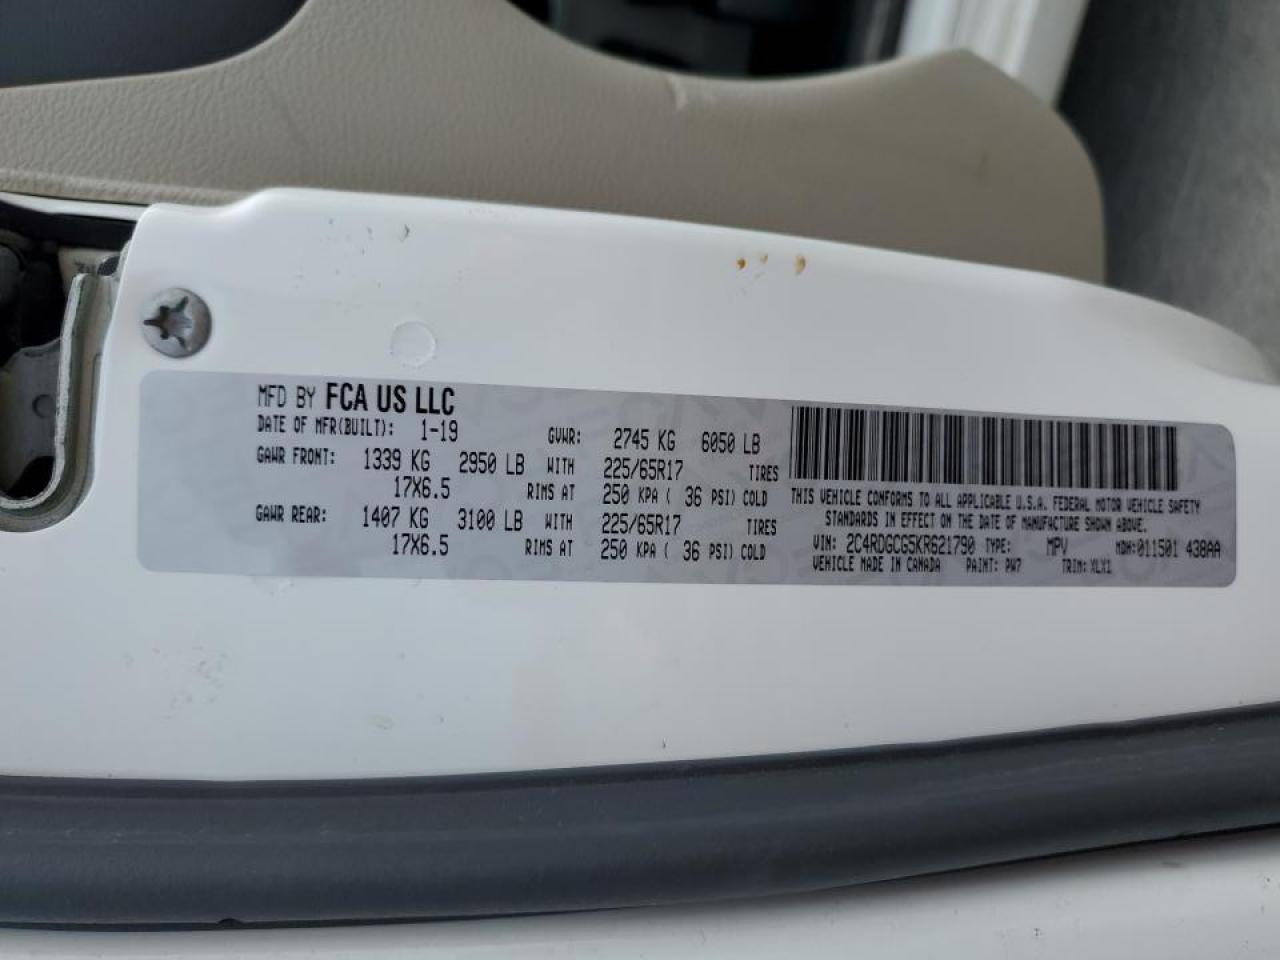 MFD BY FCA US LLC
DATE OF MFR(BUILT): 1-19 GVWR: 2745 KG 6050 LB
GAWR FRONT: 1339 KG 2950 LB WITH 225/65R17 TIRES
17X6.5 RIMS AT 250 KPA ( 36 PSI) COLD
GAWR REAR: 1407 KG 3100 LB WITH 225/65R17 TIRES
17X6.5 RIMS AT 250 KPA ( 36 PSI) COLD
THIS VEHICLE CONFORMS TO ALL APPLICABLE U.S.A. FEDERAL MOTOR VEHICLE SAFETY
STANDARDS IN EFFECT ON THE DATE OF MANUFACTURE SHOWN ABOVE.
VIN: 2C4RDGCG5KR621790 TYPE: MPV MDH:011501 438AA
VEHICLE MADE IN CANADA PAINT: PW7 TRIM: XLX1